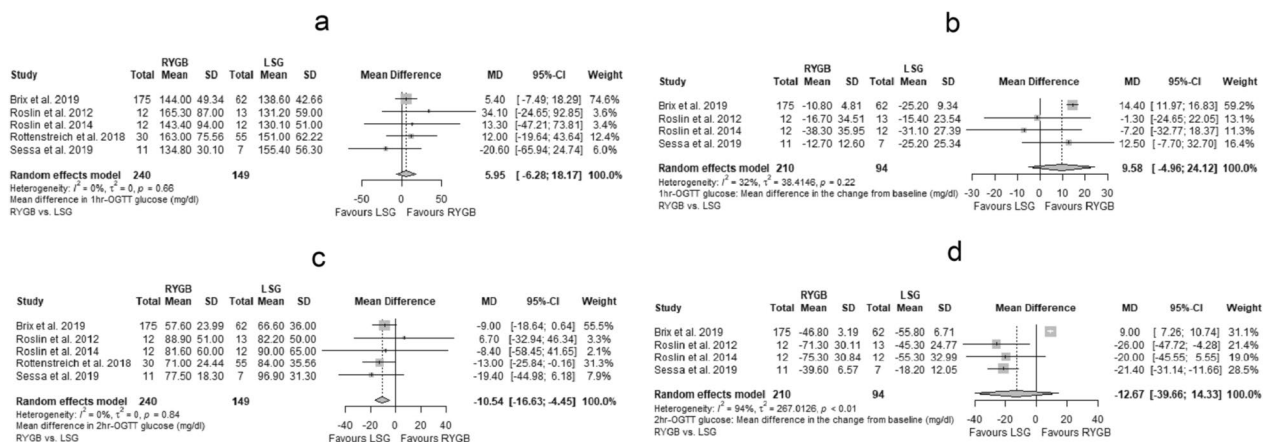 a
RYGB LSG
Study Total Mean SD Total Mean SD Mean Difference MD 95%-CI Weight
Brix et al. 2019 175 144.00 49.34 62 138.60 42.66 5.40 [-7.49; 18.29] 74.6%
Roslin et al. 2012 12 165.30 87.00 13 131.20 59.00 34.10 [-24.65; 92.85] 3.6%
Roslin et al. 2014 12 143.40 94.00 12 130.10 51.00 13.30 [-47.21; 73.81] 3.4%
Rottenstreich et al. 2018 30 163.00 75.56 55 151.00 62.22 12.00 [-19.64; 43.64] 12.4%
Sessa et al. 2019 11 134.80 30.10 7 155.40 56.30 -20.60 [-65.94; 24.74] 6.0%
Random effects model 240 149 5.95 [-6.28; 18.17] 100.0%
Heterogeneity: I² = 0%, τ² = 0, p = 0.66
Mean difference in 1hr-OGTT glucose (mg/dl)
RYGB vs. LSG
-50 0 50
Favours LSG Favours RYGB
b
RYGB LSG
Study Total Mean SD Total Mean SD Mean Difference MD 95%-CI Weight
Brix et al. 2019 175 -10.80 4.81 62 -25.20 9.34 14.40 [11.97; 16.83] 59.2%
Roslin et al. 2012 12 -16.70 34.51 13 -15.40 23.54 -1.30 [-24.65; 22.05] 13.1%
Roslin et al. 2014 12 -38.30 35.95 12 -31.10 27.39 -7.20 [-32.77; 18.37] 11.3%
Sessa et al. 2019 11 -12.70 12.60 7 -25.20 25.34 12.50 [-7.70; 32.70] 16.4%
Random effects model 210 94 9.58 [-4.96; 24.12] 100.0%
Heterogeneity: I² = 32%, τ² = 38.4146, p = 0.22
1hr-OGTT glucose: Mean difference in the change from baseline (mg/dl)
RYGB vs. LSG
-30 -20 -10 0 10 20 30
Favours LSG Favours RYGB
c
RYGB LSG
Study Total Mean SD Total Mean SD Mean Difference MD 95%-CI Weight
Brix et al. 2019 175 57.60 23.99 62 66.60 36.00 -9.00 [-18.64; 0.64] 55.5%
Roslin et al. 2012 12 88.90 51.00 13 82.20 50.00 6.70 [-32.94; 46.34] 3.3%
Roslin et al. 2014 12 81.60 60.00 12 90.00 65.00 -8.40 [-58.45; 41.65] 2.1%
Rottenstreich et al. 2018 30 71.00 24.44 55 84.00 35.56 -13.00 [-25.84; -0.16] 31.3%
Sessa et al. 2019 11 77.50 18.30 7 96.90 31.30 -19.40 [-44.98; 6.18] 7.9%
Random effects model 240 149 -10.54 [-16.63; -4.45] 100.0%
Heterogeneity: I² = 0%, τ² = 0, p = 0.84
Mean difference in 2hr-OGTT glucose (mg/dl)
RYGB vs. LSG
-40 -20 0 20 40
Favours LSG Favours RYGB
d
RYGB LSG
Study Total Mean SD Total Mean SD Mean Difference MD 95%-CI Weight
Brix et al. 2019 175 -46.80 3.19 62 -55.80 6.71 9.00 [ 7.26; 10.74] 31.1%
Roslin et al. 2012 12 -71.30 30.11 13 -45.30 24.77 -26.00 [-47.72; -4.28] 21.4%
Roslin et al. 2014 12 -75.30 30.84 12 -55.30 32.99 -20.00 [-45.55; 5.55] 19.0%
Sessa et al. 2019 11 -39.60 6.57 7 -18.20 12.05 -21.40 [-31.14; -11.66] 28.5%
Random effects model 210 94 -12.67 [-39.66; 14.33] 100.0%
Heterogeneity: I² = 94%, τ² = 267.0126, p < 0.01
2hr-OGTT glucose: Mean difference in the change from baseline (mg/dl)
RYGB vs. LSG
-40 -20 0 20 40
Favours LSG Favours RYGB